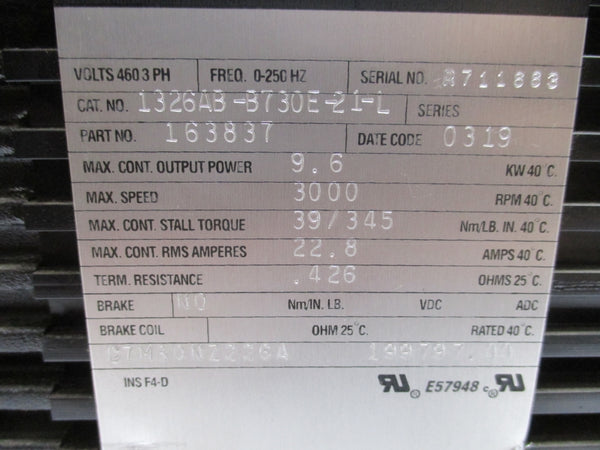 VOLTS 460 3 PH FREQ. 0-250 HZ SERIAL NO.
CAT. NO. 1326AB-B730E-21-L SERIES
PART NO. 163837 DATE CODE 0319
MAX. CONT. OUTPUT POWER 9.6 KW 40°C.
MAX. SPEED 3000 RPM 40°C.
MAX. CONT. STALL TORQUE 39/345 Nm/LB. IN. 40°C.
MAX. CONT. RMS AMPERES 22.8 AMPS 40°C.
TERM. RESISTANCE .426 OHMS 25°C.
BRAKE NO Nm/IN. LB. VDC ADC
BRAKE COIL OHM 25°C. RATED 40°C.
INS F4-D E57948 c